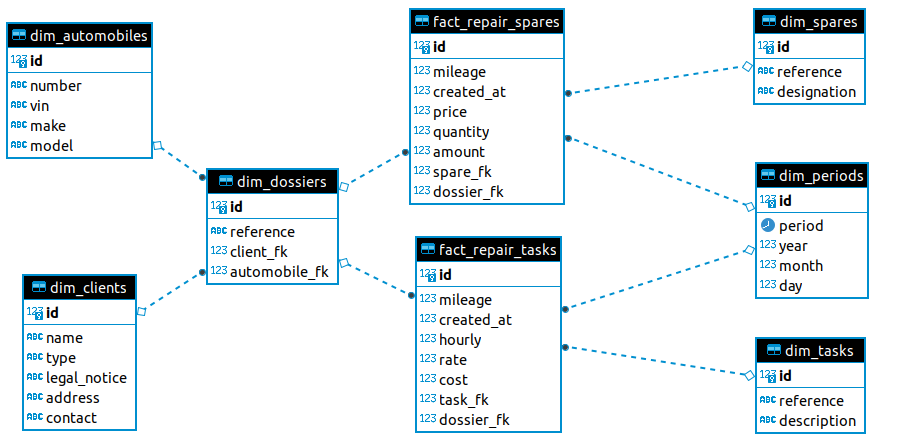 dim_automobiles
123 id
ABC number
ABC vin
ABC make
ABC model
dim_clients
123 id
ABC name
ABC type
ABC legal_notice
ABC address
ABC contact
dim_dossiers
123 id
ABC reference
123 client_fk
123 automobile_fk
fact_repair_spares
123 id
123 mileage
123 created_at
123 price
123 quantity
123 amount
123 spare_fk
123 dossier_fk
fact_repair_tasks
123 id
123 mileage
123 created_at
123 hourly
123 rate
123 cost
123 task_fk
123 dossier_fk
dim_spares
123 id
ABC reference
ABC designation
dim_periods
123 id
period
123 year
123 month
123 day
dim_tasks
123 id
ABC reference
ABC description